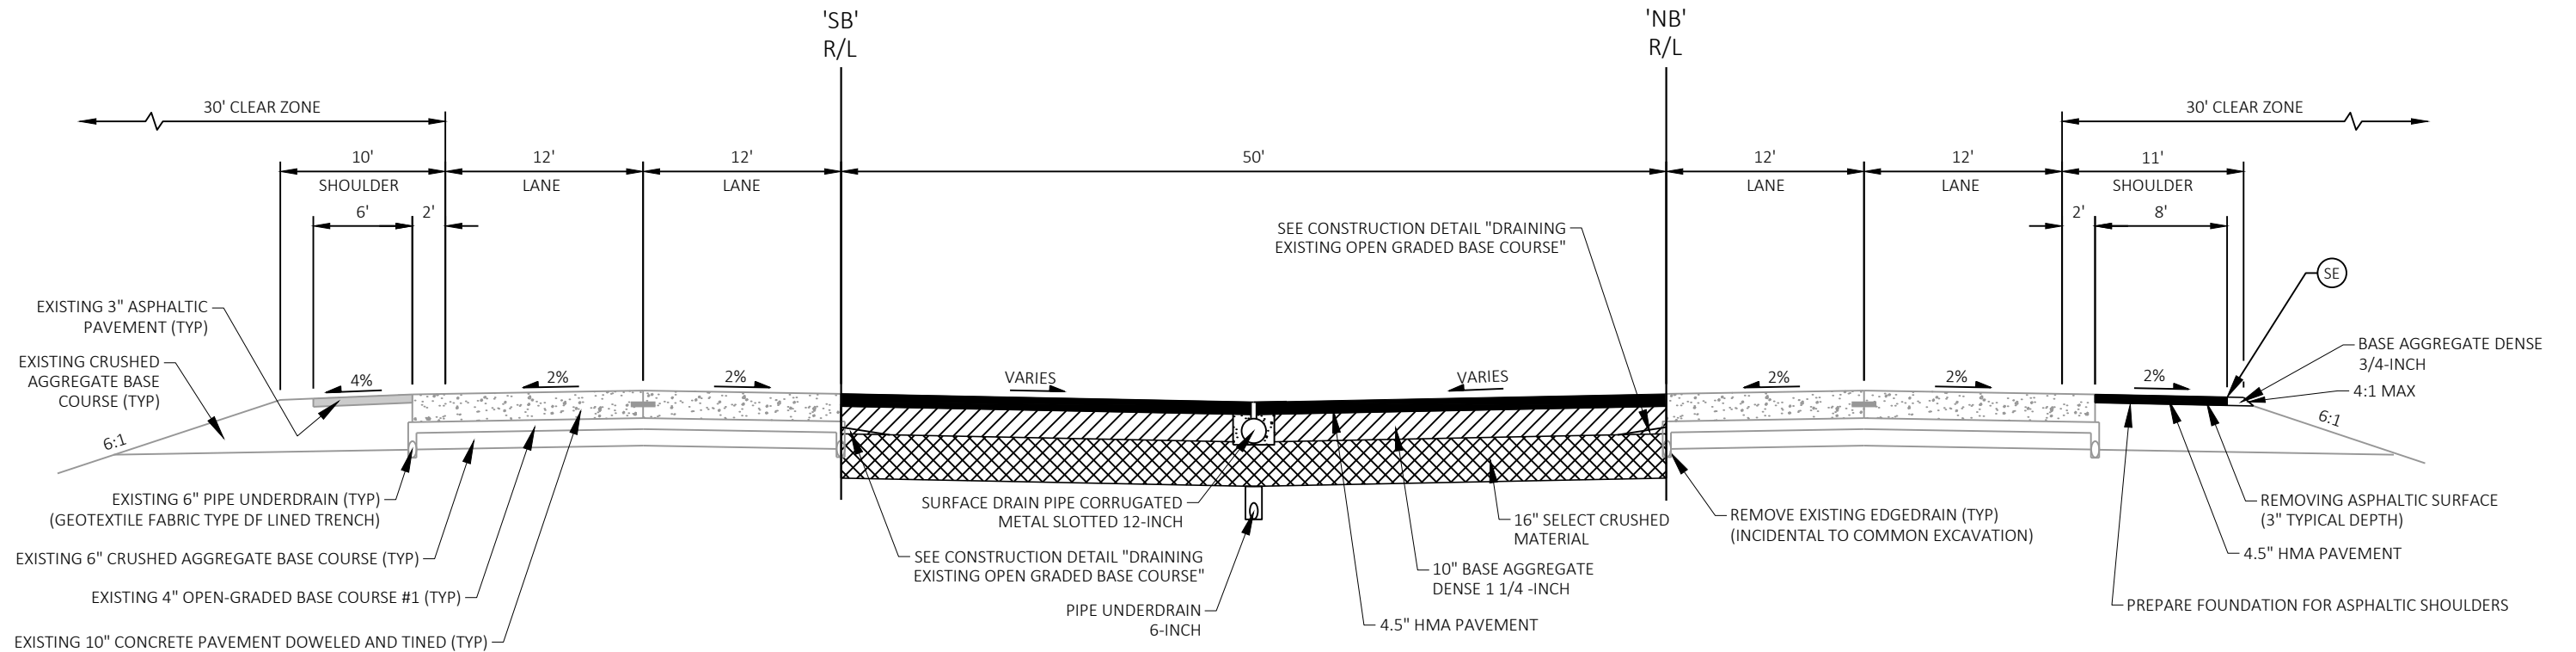 'SB'
R/L
'NB'
R/L
30' CLEAR ZONE
30' CLEAR ZONE
10'
SHOULDER
12'
LANE
12'
LANE
50'
12'
LANE
12'
LANE
11'
SHOULDER
6'
2'
2'
8'
SEE CONSTRUCTION DETAIL "DRAINING
EXISTING OPEN GRADED BASE COURSE"
SE
EXISTING 3" ASPHALTIC
PAVEMENT (TYP)
EXISTING CRUSHED
AGGREGATE BASE
COURSE (TYP)
BASE AGGREGATE DENSE
3/4-INCH
4:1 MAX
4%
2%
2%
VARIES
VARIES
2%
2%
2%
6:1
6:1
EXISTING 6" PIPE UNDERDRAIN (TYP)
(GEOTEXTILE FABRIC TYPE DF LINED TRENCH)
EXISTING 6" CRUSHED AGGREGATE BASE COURSE (TYP)
EXISTING 4" OPEN-GRADED BASE COURSE #1 (TYP)
EXISTING 10" CONCRETE PAVEMENT DOWELED AND TINED (TYP)
SURFACE DRAIN PIPE CORRUGATED
METAL SLOTTED 12-INCH
SEE CONSTRUCTION DETAIL "DRAINING
EXISTING OPEN GRADED BASE COURSE"
PIPE UNDERDRAIN
6-INCH
16" SELECT CRUSHED
MATERIAL
10" BASE AGGREGATE
DENSE 1 1/4 -INCH
4.5" HMA PAVEMENT
REMOVE EXISTING EDGEDRAIN (TYP)
(INCIDENTAL TO COMMON EXCAVATION)
REMOVING ASPHALTIC SURFACE
(3" TYPICAL DEPTH)
4.5" HMA PAVEMENT
PREPARE FOUNDATION FOR ASPHALTIC SHOULDERS